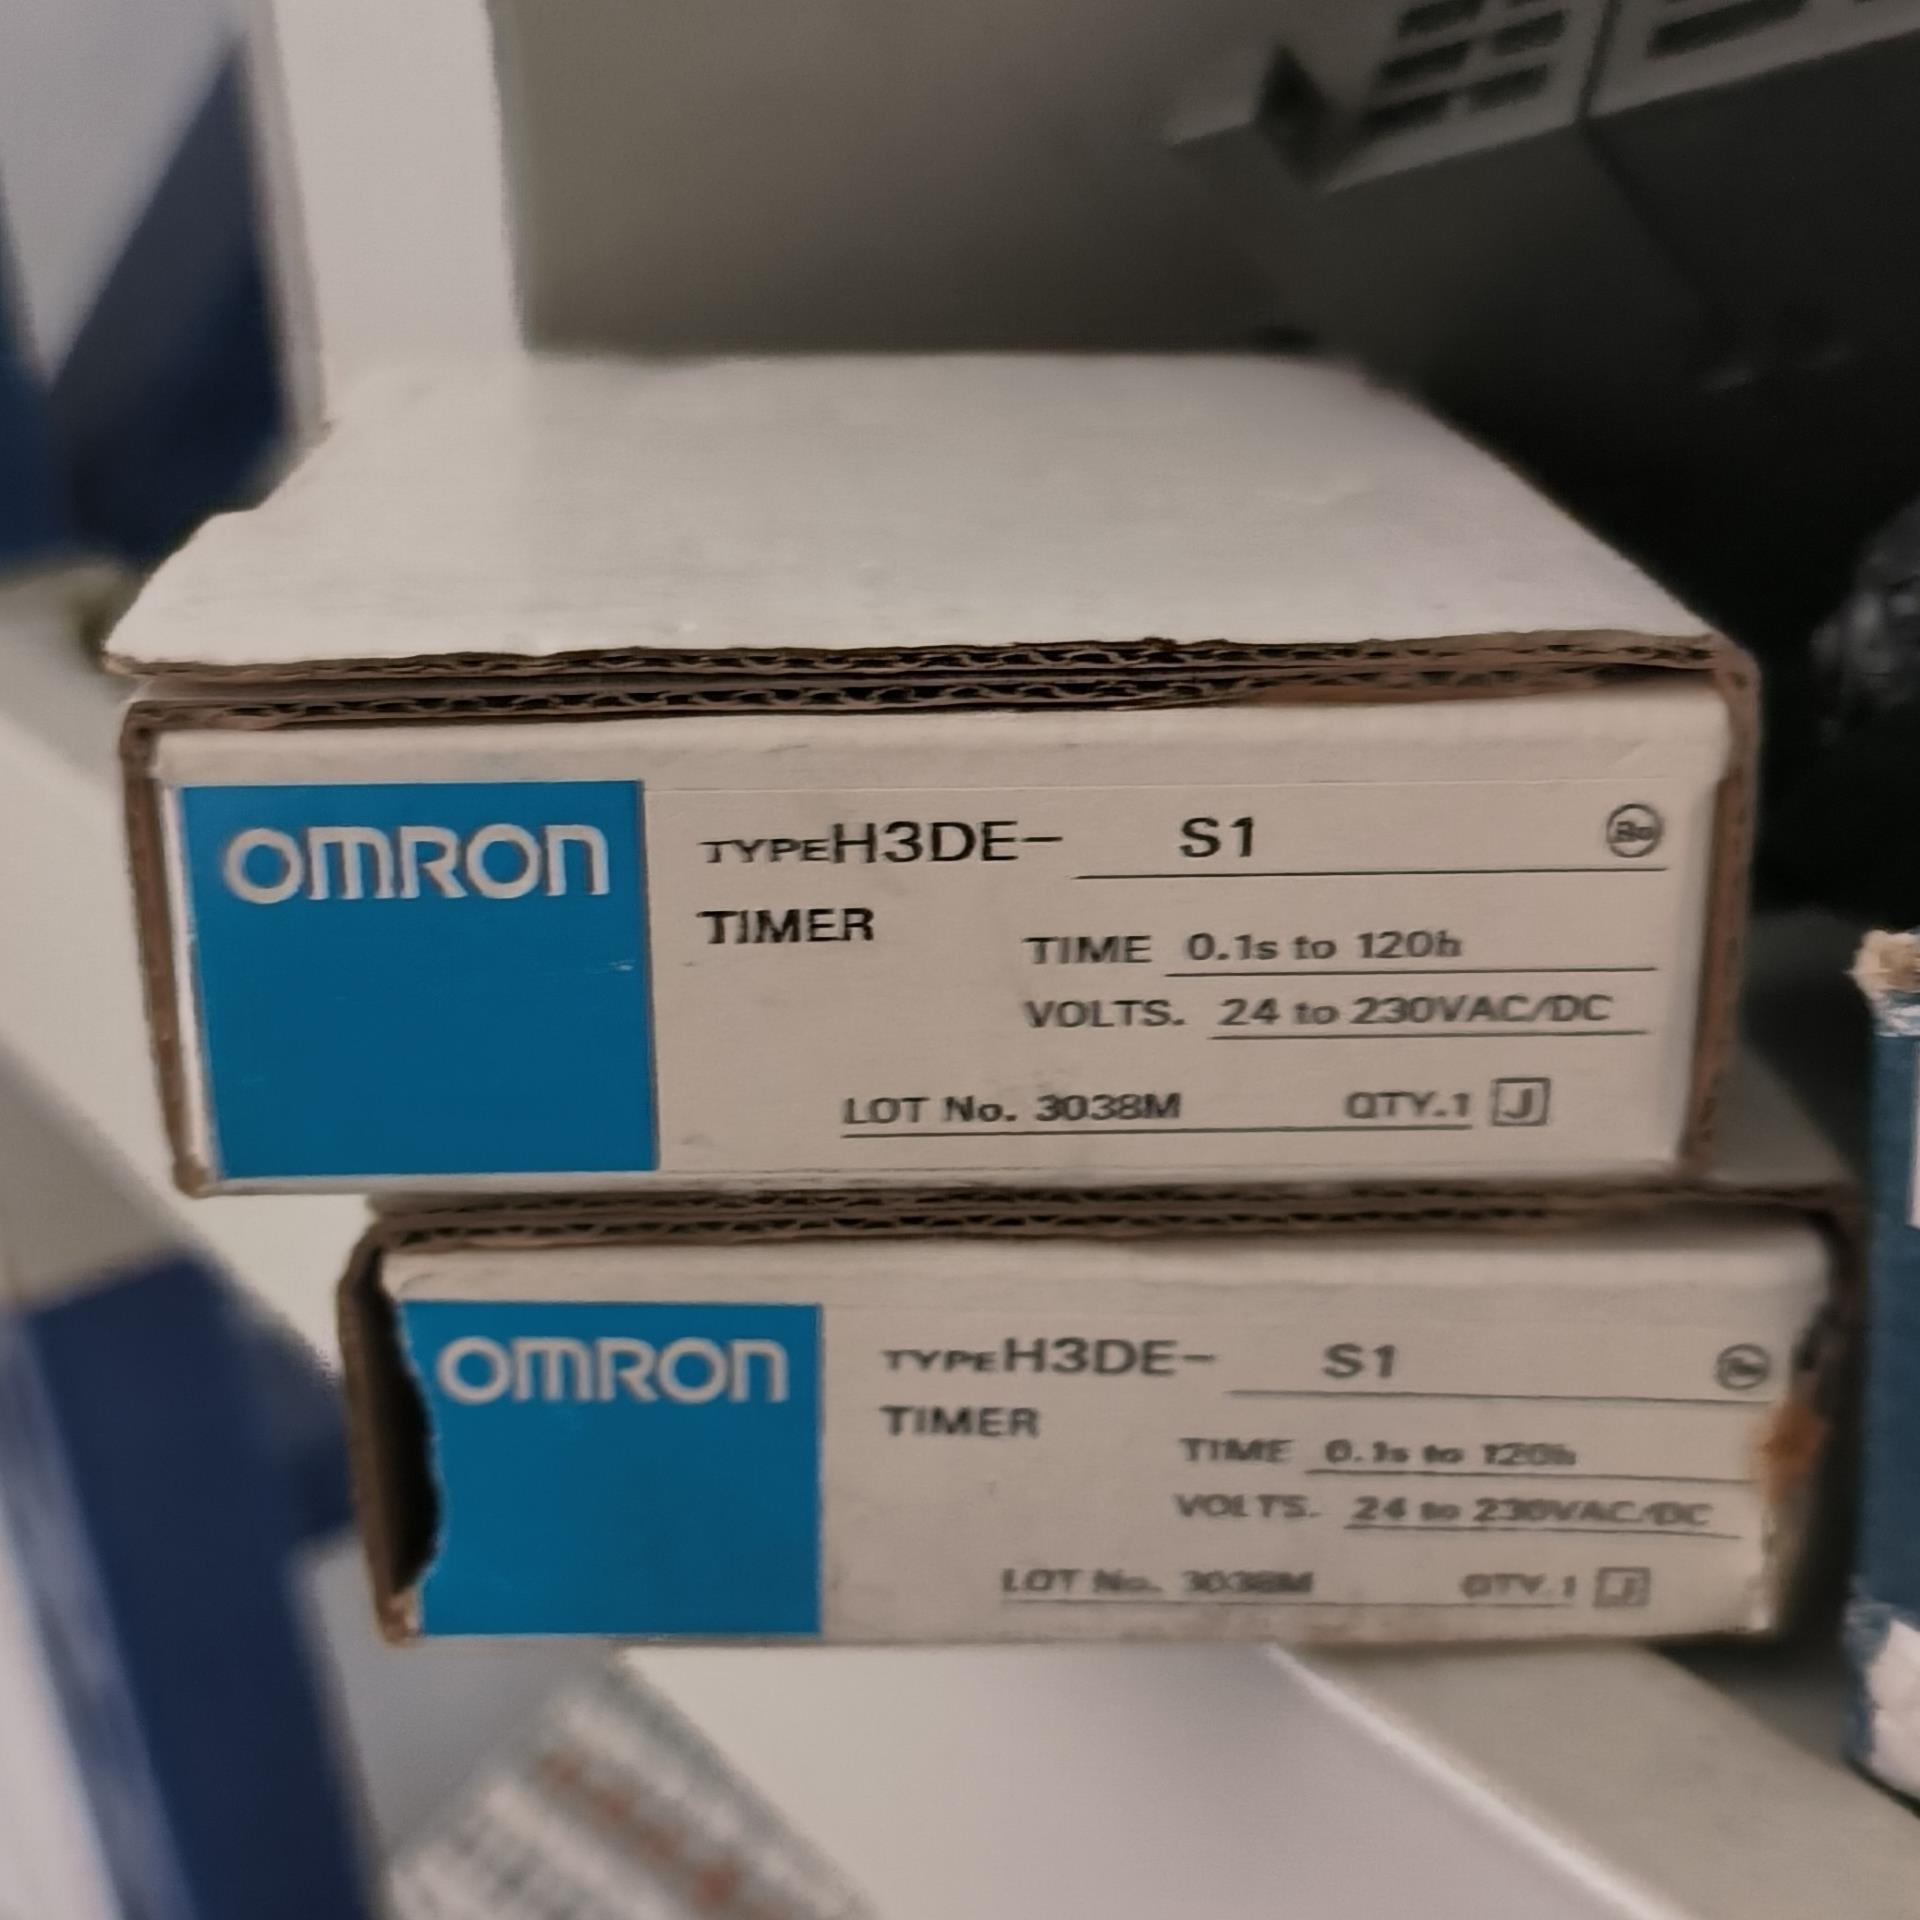 OMRON
TYPE H3DE- S1
TIMER
TIME 0.1s to 120h
VOLTS. 24 to 230VAC/DC
LOT No. 3038M QTY.1 J
OMRON
TYPE H3DE- S1
TIMER
TIME 0.1s to 120h
VOLTS. 24 to 230VAC/DC
LOT No. 3038M QTY.1 J